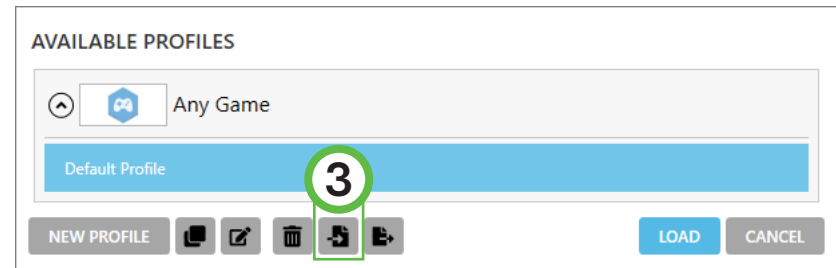 AVAILABLE PROFILES
Any Game
Default Profile
3
NEW PROFILE LOAD CANCEL